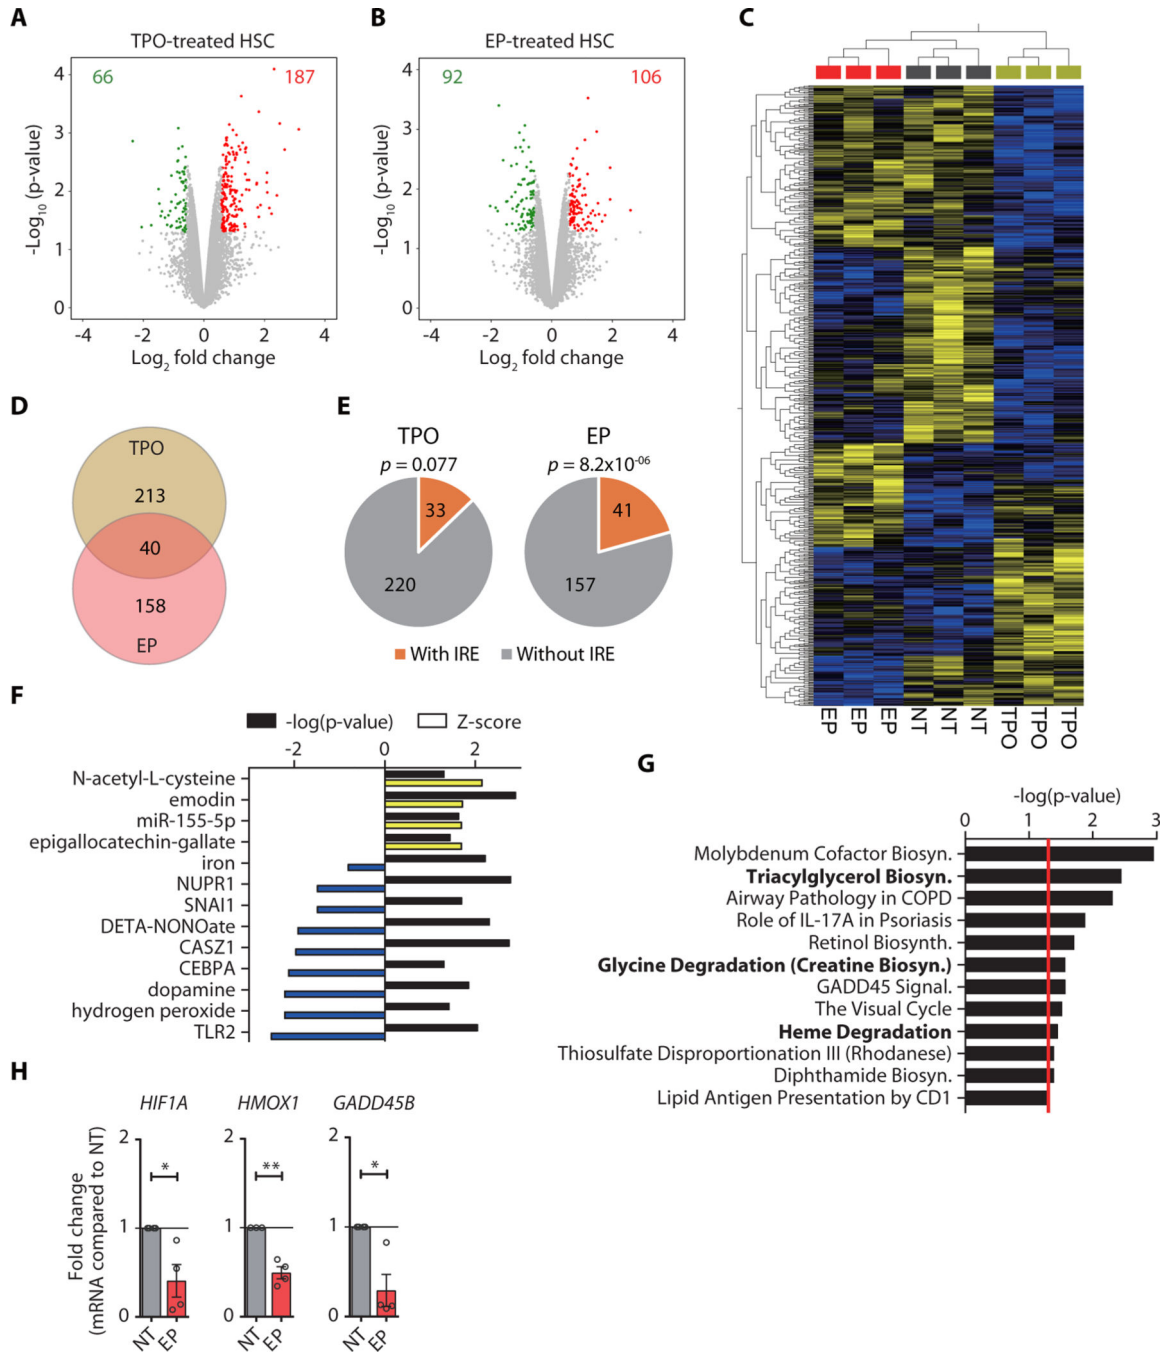 A
TPO-treated HSC
66
187
-Log10 (p-value)
4
3
2
1
0
-4
-2
0
2
4
Log2 fold change
B
EP-treated HSC
92
106
-Log10 (p-value)
4
3
2
1
0
-4
-2
0
2
4
Log2 fold change
C
EP
EP
EP
NT
NT
NT
TPO
TPO
TPO
D
TPO
213
40
158
EP
E
TPO
p = 0.077
33
220
EP
p = 8.2x10-06
41
157
With IRE
Without IRE
F
-log(p-value)
Z-score
-2
0
2
N-acetyl-L-cysteine
emodin
miR-155-5p
epigallocatechin-gallate
iron
NUPR1
SNAI1
DETA-NONOate
CASZ1
CEBPA
dopamine
hydrogen peroxide
TLR2
G
-log(p-value)
0
1
2
3
Molybdenum Cofactor Biosyn.
Triacylglycerol Biosyn.
Airway Pathology in COPD
Role of IL-17A in Psoriasis
Retinol Biosynth.
Glycine Degradation (Creatine Biosyn.)
GADD45 Signal.
The Visual Cycle
Heme Degradation
Thiosulfate Disproportionation III (Rhodanese)
Diphthamide Biosyn.
Lipid Antigen Presentation by CD1
H
Fold change
(mRNA compared to NT)
HIF1A
2
1
0
*
NT
EP
HMOX1
2
1
0
**
NT
EP
GADD45B
2
1
0
*
NT
EP